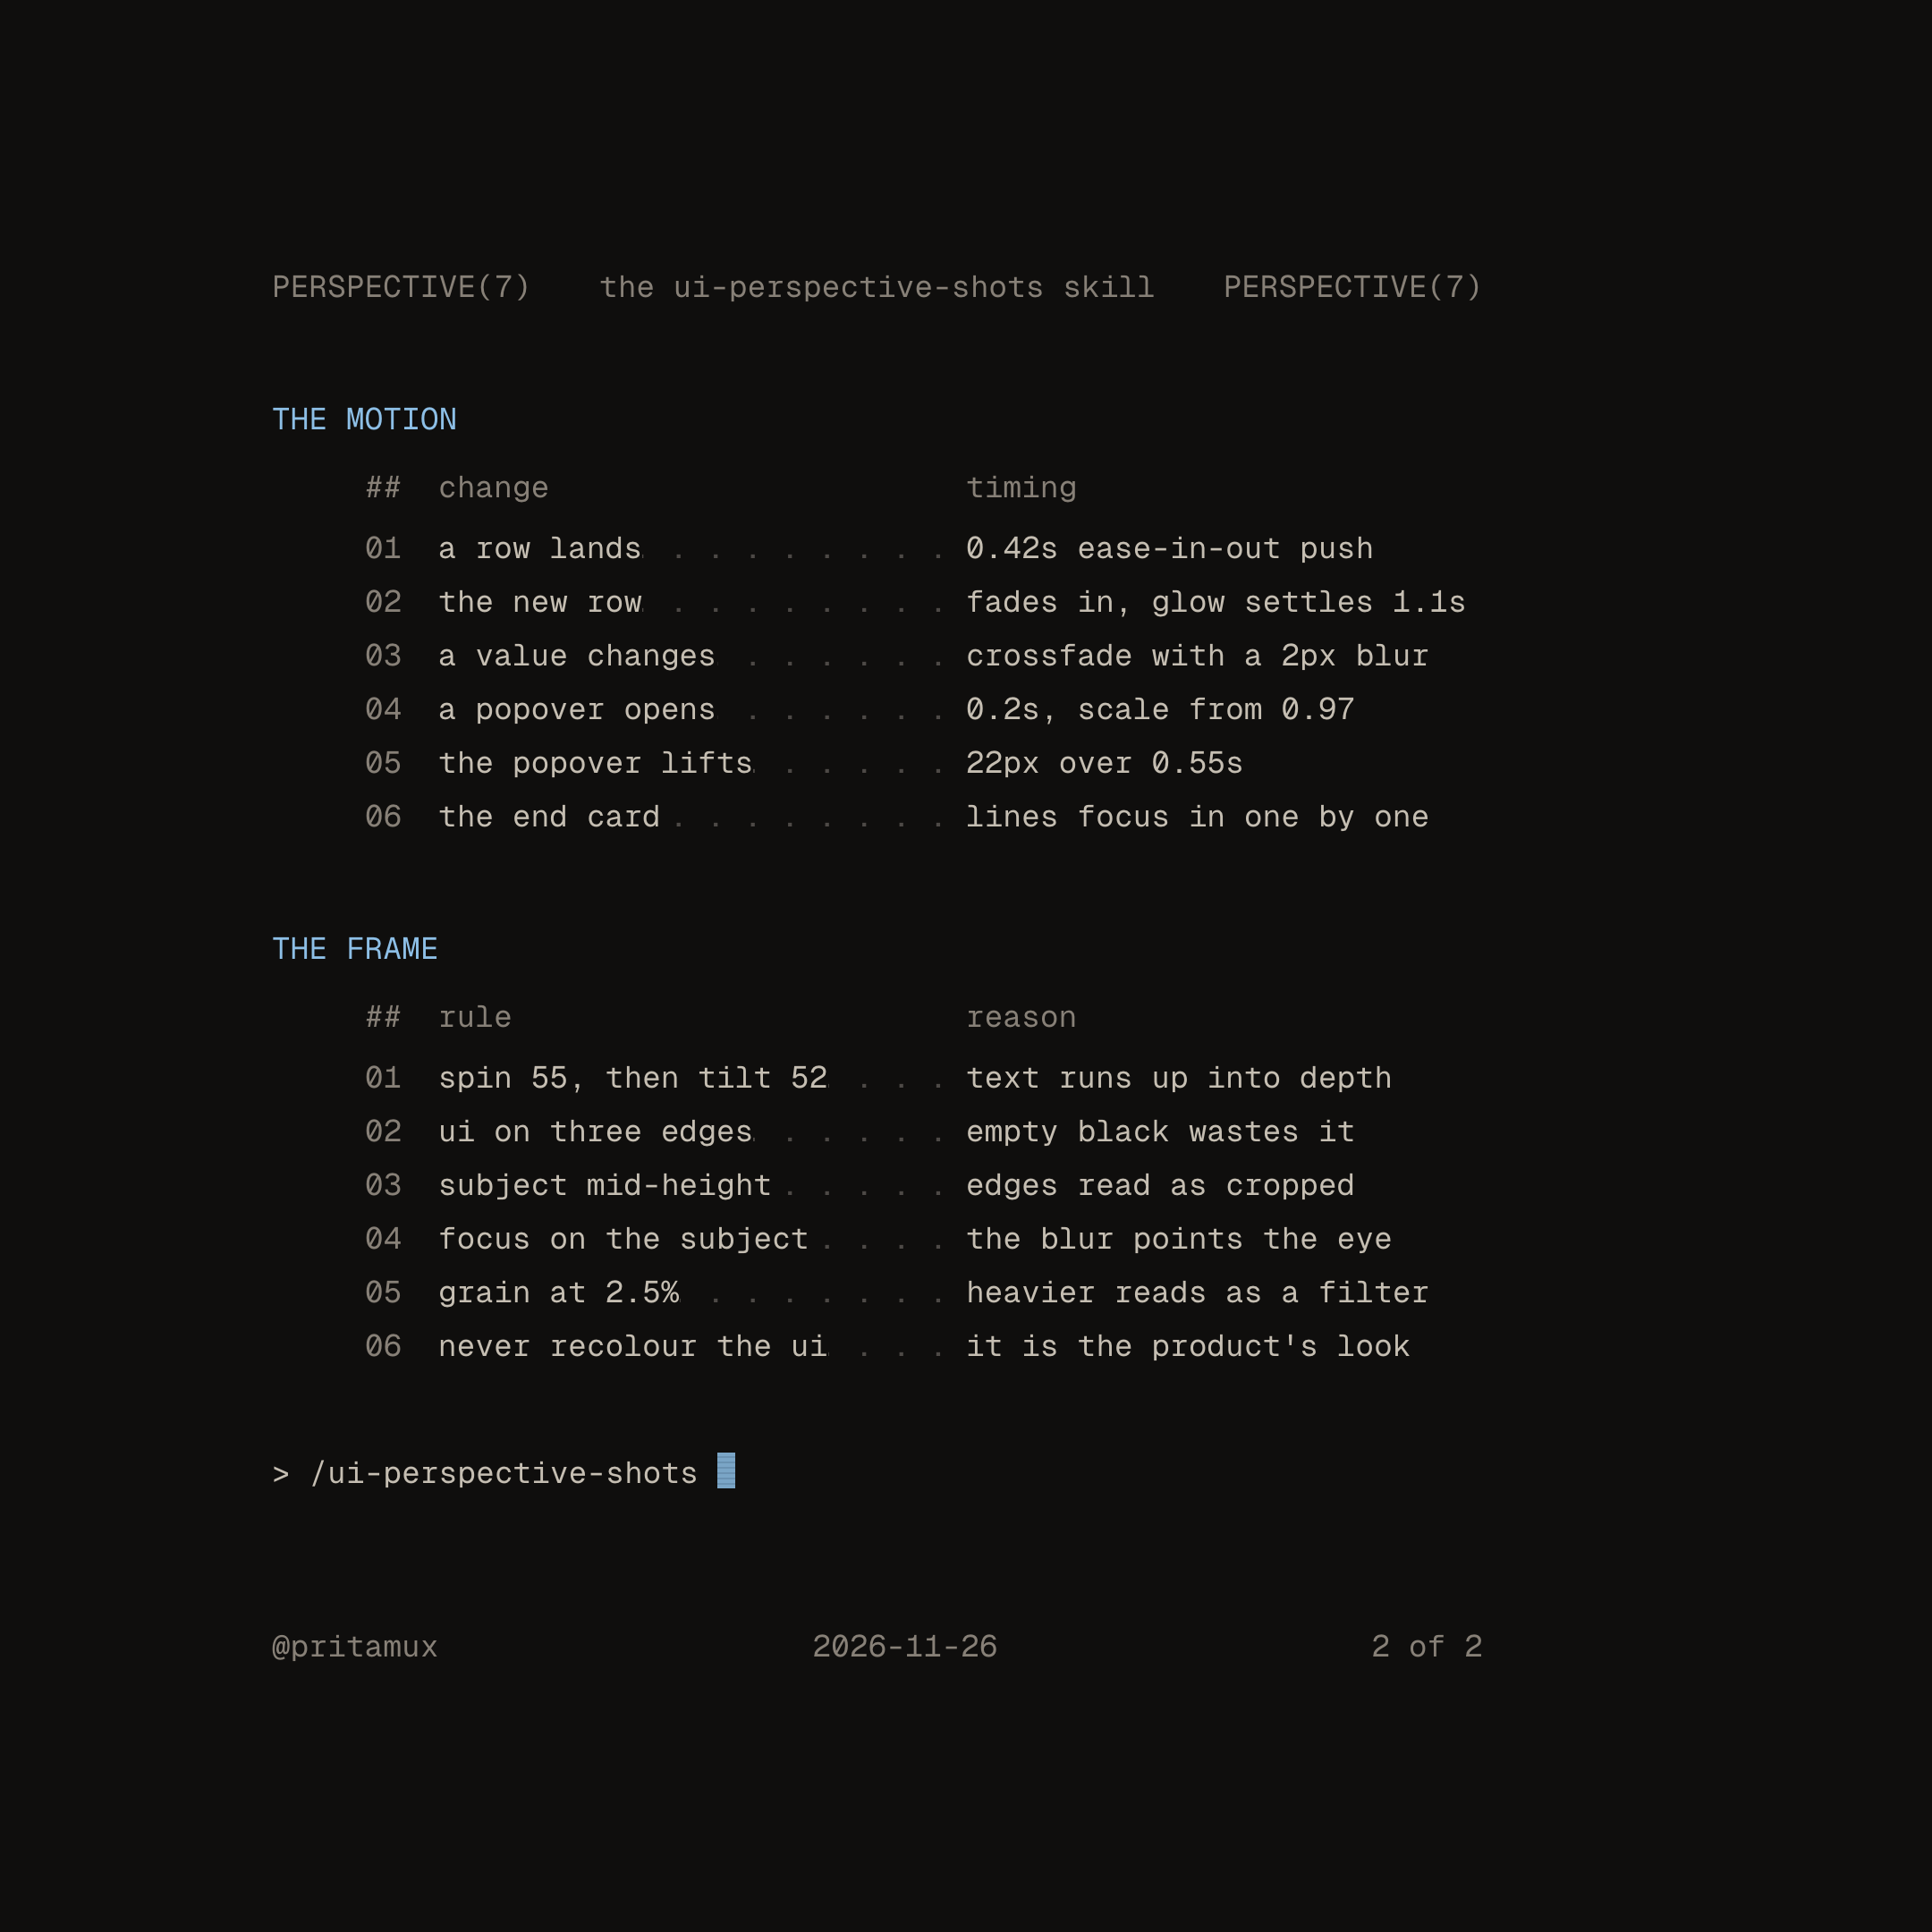 PERSPECTIVE(7) the ui-perspective-shots skill PERSPECTIVE(7)
THE MOTION
## change timing
01 a row lands . . . . . . . . 0.42s ease-in-out push
02 the new row . . . . . . . . fades in, glow settles 1.1s
03 a value changes . . . . . . crossfade with a 2px blur
04 a popover opens . . . . . . 0.2s, scale from 0.97
05 the popover lifts . . . . . 22px over 0.55s
06 the end card . . . . . . . . lines focus in one by one
THE FRAME
## rule reason
01 spin 55, then tilt 52 . . . text runs up into depth
02 ui on three edges . . . . . empty black wastes it
03 subject mid-height . . . . . edges read as cropped
04 focus on the subject . . . . the blur points the eye
05 grain at 2.5% . . . . . . . heavier reads as a filter
06 never recolour the ui . . . it is the product's look
> /ui-perspective-shots
@pritamux 2026-11-26 2 of 2